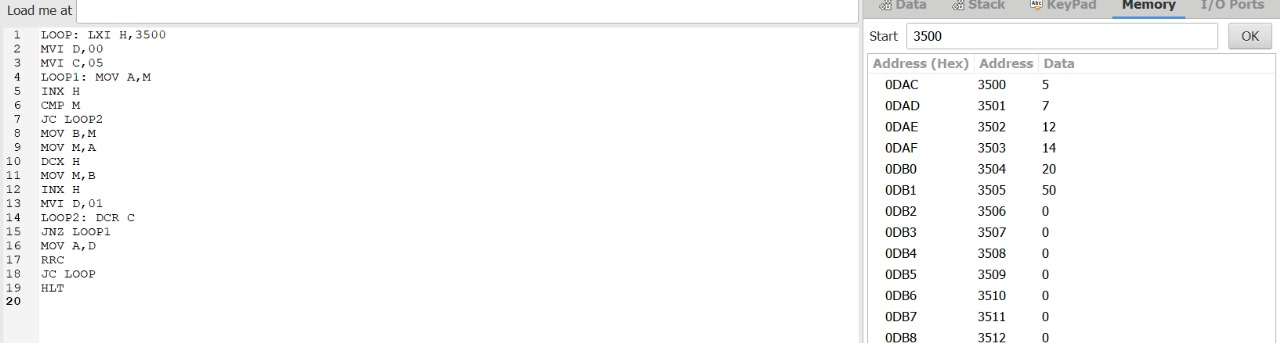 Load me at
Data Stack KeyPad Memory I/O Ports
1 LOOP: LXI H,3500
2 MVI D,00
3 MVI C,05
4 LOOP1: MOV A,M
5 INX H
6 CMP M
7 JC LOOP2
8 MOV B,M
9 MOV M,A
10 DCX H
11 MOV M,B
12 INX H
13 MVI D,01
14 LOOP2: DCR C
15 JNZ LOOP1
16 MOV A,D
17 RRC
18 JC LOOP
19 HLT
20
Start 3500 OK
Address (Hex) Address Data
0DAC 3500 5
0DAD 3501 7
0DAE 3502 12
0DAF 3503 14
0DB0 3504 20
0DB1 3505 50
0DB2 3506 0
0DB3 3507 0
0DB4 3508 0
0DB5 3509 0
0DB6 3510 0
0DB7 3511 0
0DB8 3512 0